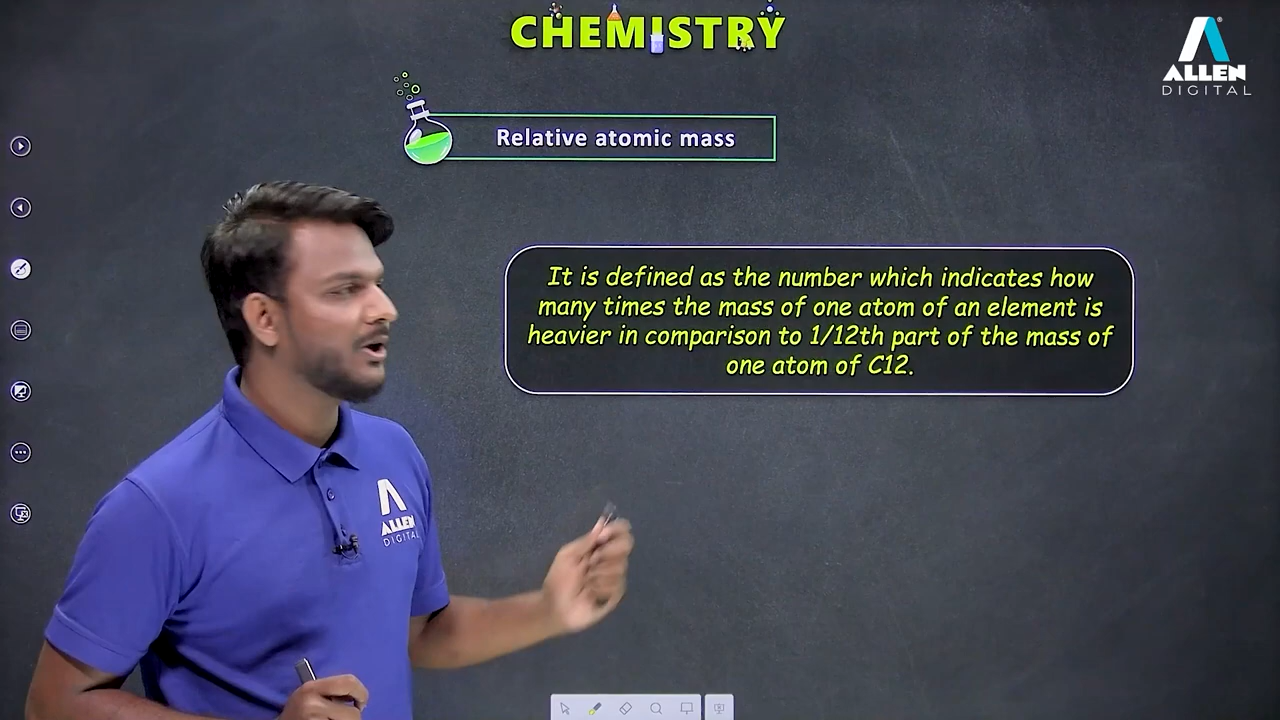 CHEMISTRY
ALLEN
DIGITAL
Relative atomic mass
It is defined as the number which indicates how
many times the mass of one atom of an element is
heavier in comparison to 1/12th part of the mass of
one atom of C12.
ALLEN
DIGITAL